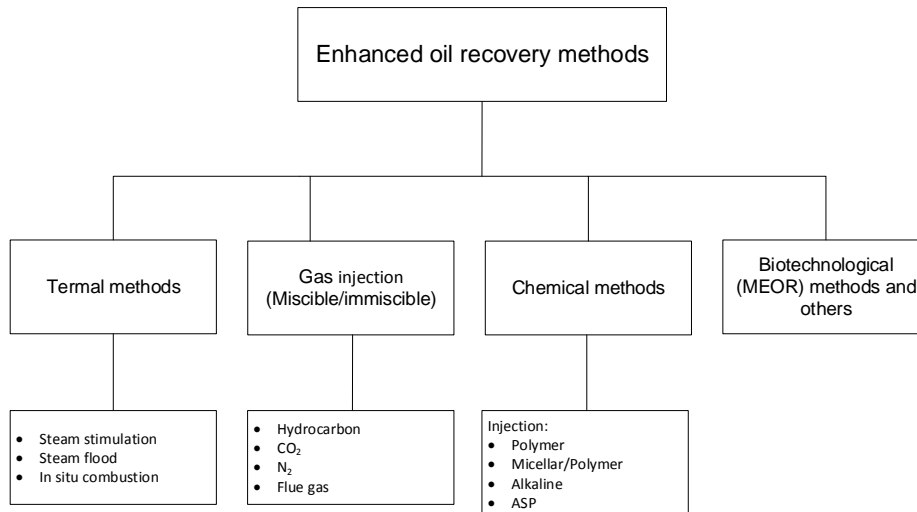 Enhanced oil recovery methods
Termal methods
Gas injection
(Miscible/immiscible)
Chemical methods
Biotechnological
(MEOR) methods and
others
• Steam stimulation
• Steam flood
• In situ combustion
• Hydrocarbon
• CO₂
• N₂
• Flue gas
Injection:
• Polymer
• Micellar/Polymer
• Alkaline
• ASP